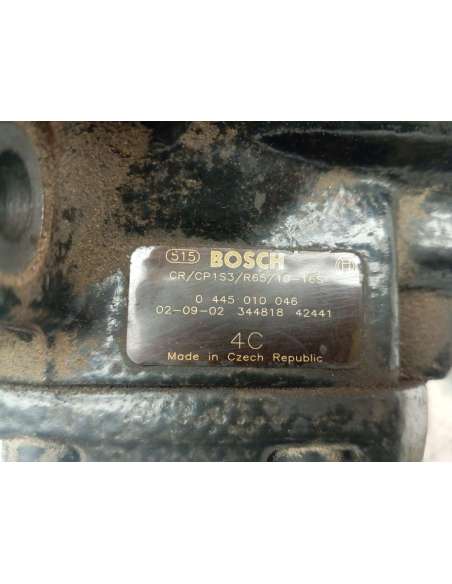 515 BOSCH
CR/CP1S3/R65/10-16S
0 445 010 046
02-09-02 344818 42441
4C
Made in Czech Republic